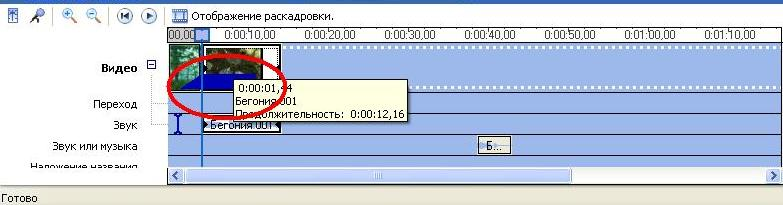 Отображение раскадровки.
00,00 0:00:10,00 0:00:20,00 0:00:30,00 0:00:40,00 0:00:50,00 0:01:00,00 0:01:10,00
Видео
0:00:01,44
Бегония 001
Переход
Продолжительность: 0:00:12,16
Звук
Бегония 001
Звук или музыка
Б...
Наложение названия
Готово